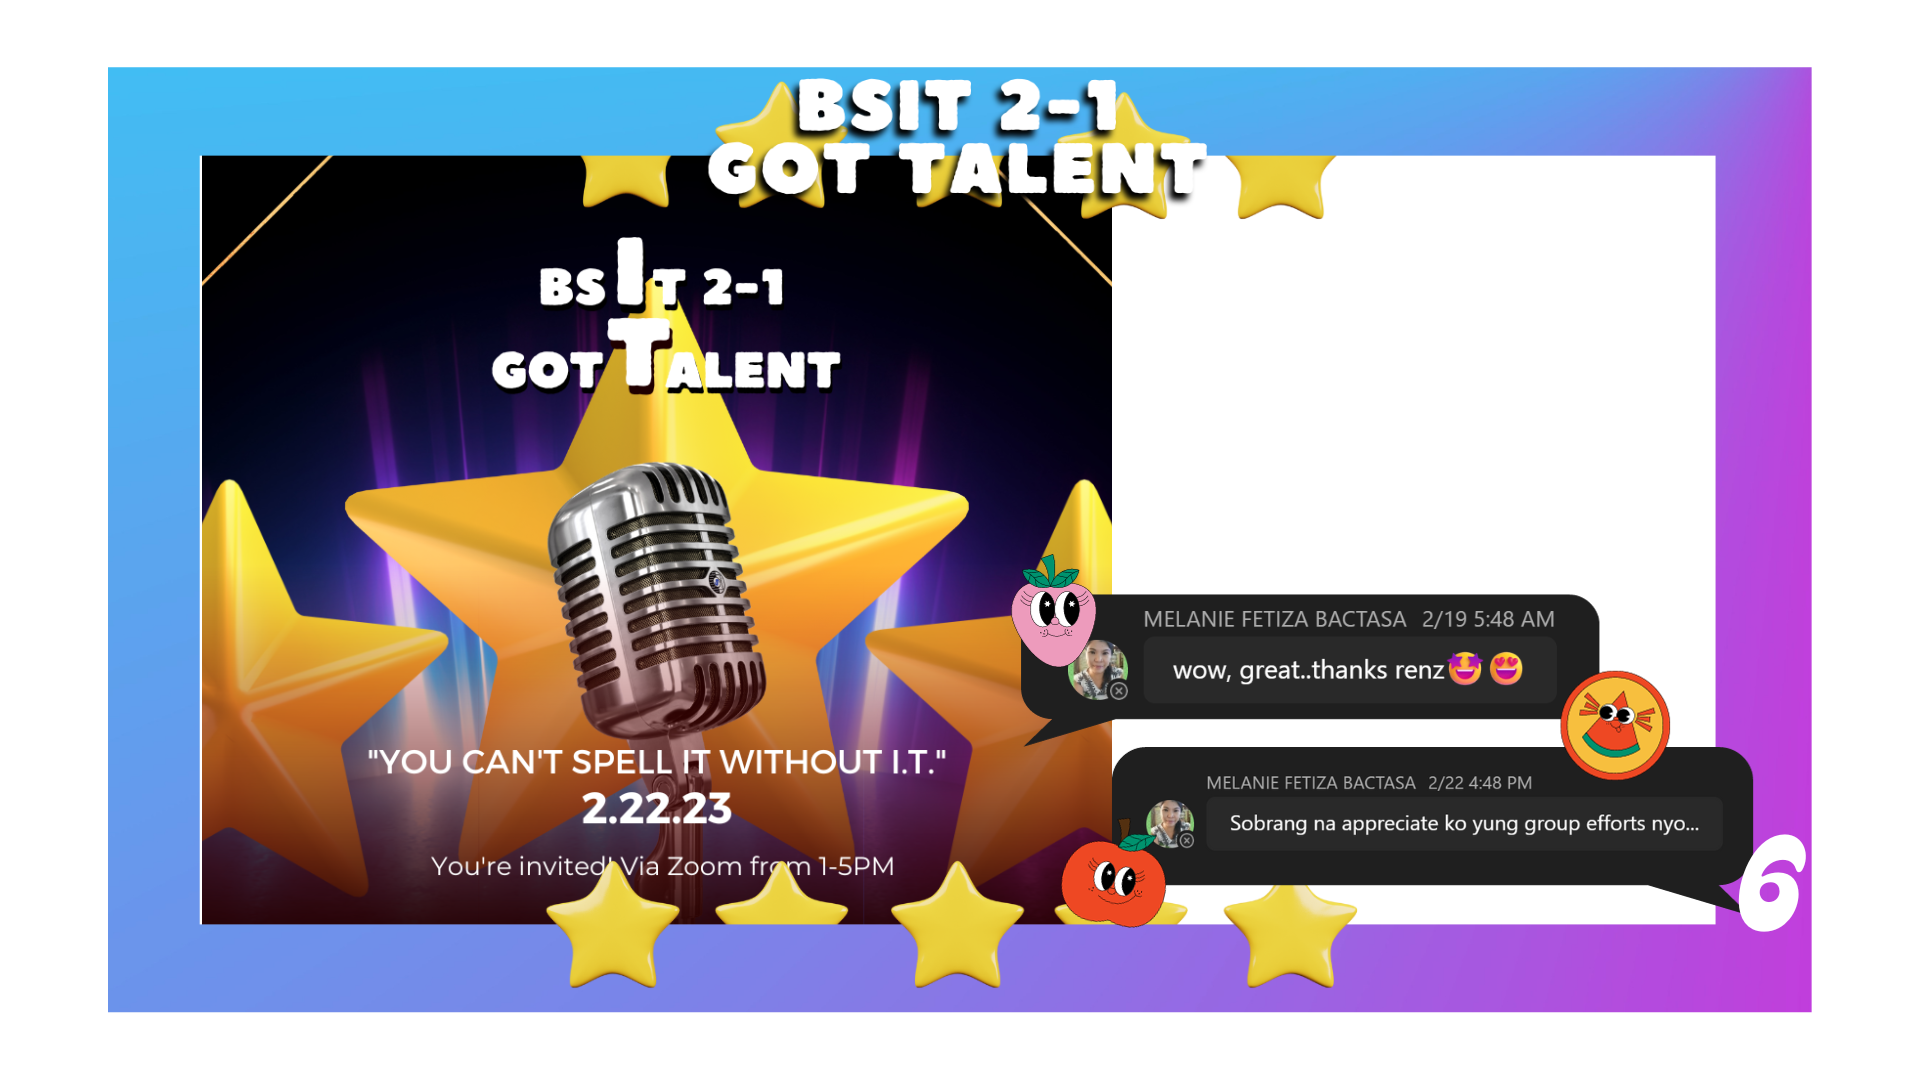 BSIT 2-1
GOT TALENT
BSIT 2-1
GOT TALENT
"YOU CAN'T SPELL IT WITHOUT I.T."
2.22.23
You're invited! Via Zoom from 1-5PM
MELANIE FETIZA BACTASA 2/19 5:48 AM
wow, great..thanks renz🤩😍
MELANIE FETIZA BACTASA 2/22 4:48 PM
Sobrang na appreciate ko yung group efforts nyo...
6